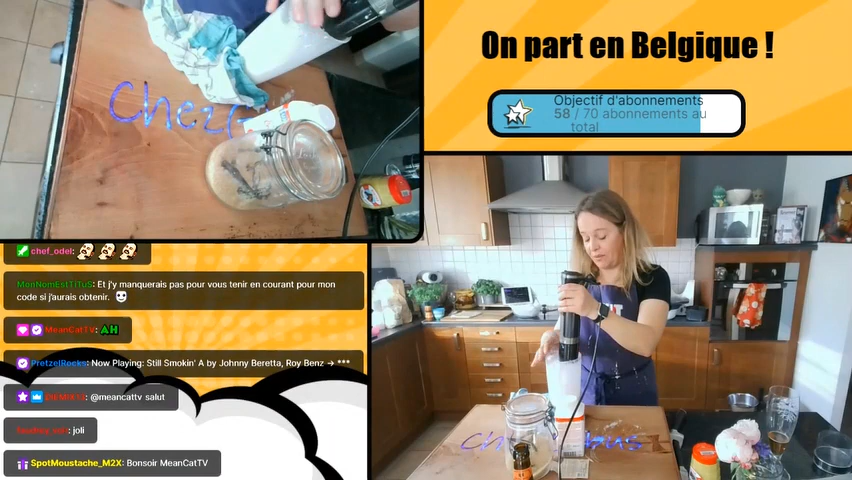 On part en Belgique !
Objectif d'abonnements
58 / 70 abonnements au
total
chef_odel:
MonNomEstTiTuS: Et j'y manquerais pas pour vous tenir en courant pour mon
code si j'aurais obtenir.
MeanCatTV: AH
PretzelRocks: Now Playing: Still Smokin' A by Johnny Beretta, Roy Benz → •••
@meancattv salut
: joli
SpotMoustache_M2X: Bonsoir MeanCatTV